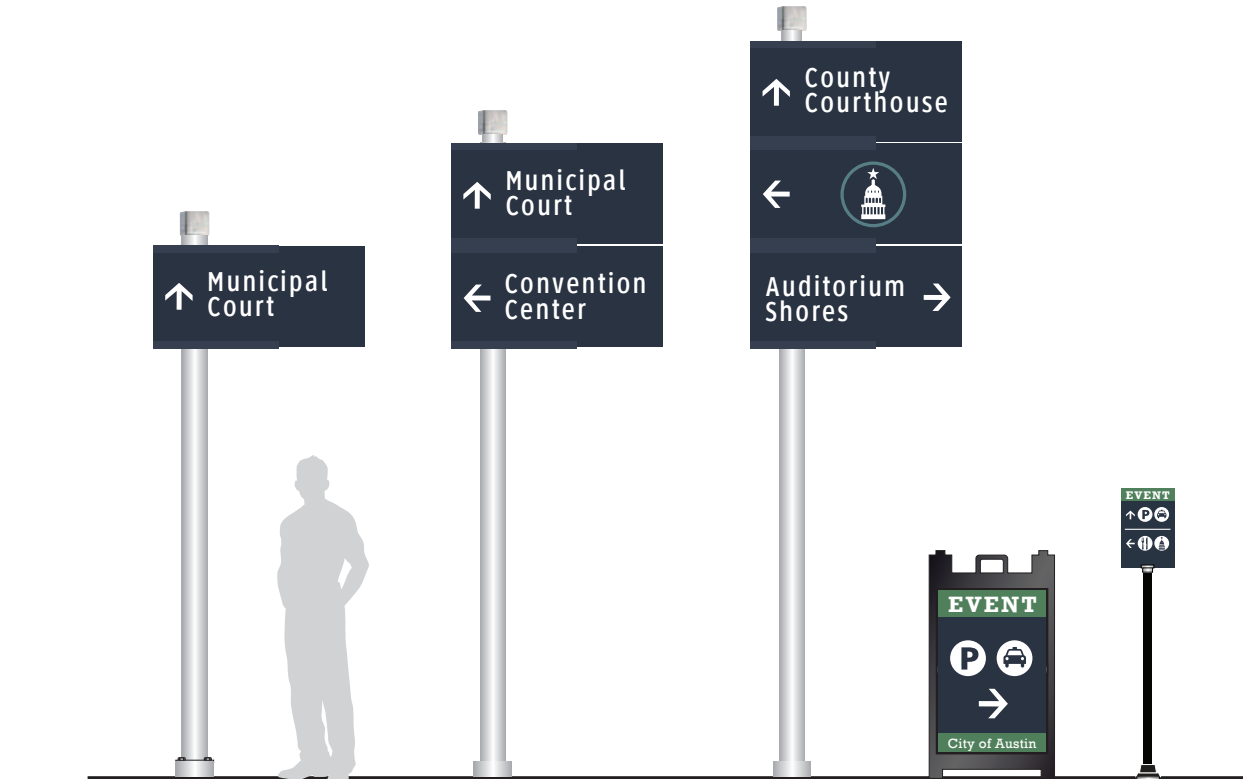 Municipal
Court
Municipal
Court
Convention
Center
County
Courthouse
Auditorium
Shores
EVENT
P
City of Austin
EVENT
P